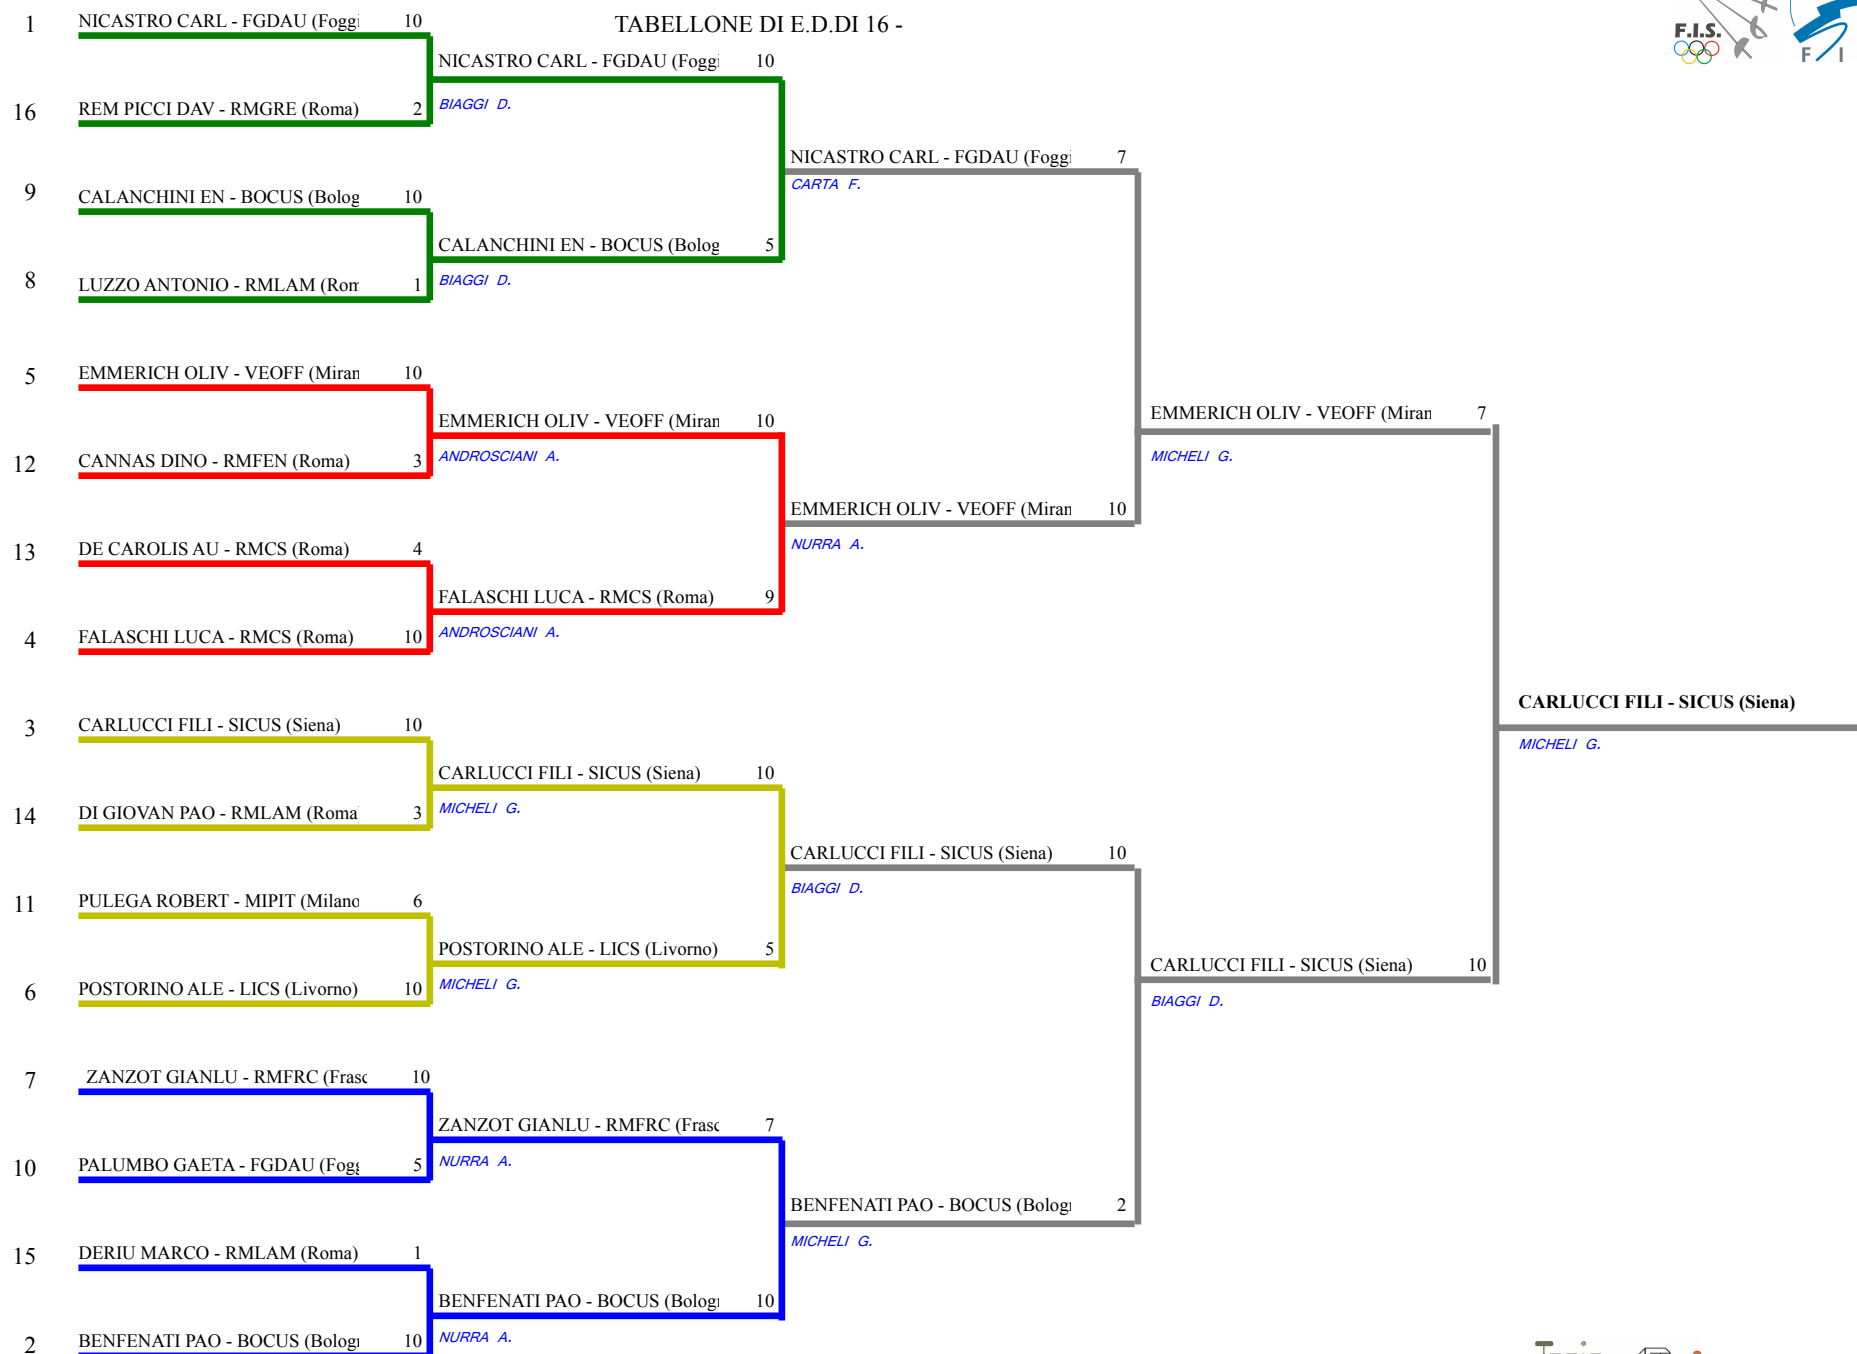 TABELLONE DI E.D.DI 16 -
F.I.S.
F I
1 NICASTRO CARL - FGDAU (Foggi 10
16 REM PICCI DAV - RMGRE (Roma) 2
9 CALANCHINI EN - BOCUS (Bolog 10
8 LUZZO ANTONIO - RMLAM (Rom 1
5 EMMERICH OLIV - VEOFF (Miran 10
12 CANNAS DINO - RMFEN (Roma) 3
13 DE CAROLIS AU - RMCS (Roma) 4
4 FALASCHI LUCA - RMCS (Roma) 10
3 CARLUCCI FILI - SICUS (Siena) 10
14 DI GIOVAN PAO - RMLAM (Roma 3
11 PULEGA ROBERT - MIPIT (Milano 6
6 POSTORINO ALE - LICS (Livorno) 10
7 ZANZOT GIANLU - RMFRC (Frasc 10
10 PALUMBO GAETA - FGDAU (Fogg 5
15 DERIU MARCO - RMLAM (Roma) 1
2 BENFENATI PAO - BOCUS (Bologn 10
NICASTRO CARL - FGDAU (Foggi 10
BIAGGI D.
CALANCHINI EN - BOCUS (Bolog 5
BIAGGI D.
EMMERICH OLIV - VEOFF (Miran 10
ANDROSCIANI A.
FALASCHI LUCA - RMCS (Roma) 9
ANDROSCIANI A.
CARLUCCI FILI - SICUS (Siena) 10
MICHELI G.
POSTORINO ALE - LICS (Livorno) 5
MICHELI G.
ZANZOT GIANLU - RMFRC (Frasc 7
NURRA A.
BENFENATI PAO - BOCUS (Bologn 10
NURRA A.
NICASTRO CARL - FGDAU (Foggi 7
CARTA F.
EMMERICH OLIV - VEOFF (Miran 10
NURRA A.
CARLUCCI FILI - SICUS (Siena) 10
BIAGGI D.
BENFENATI PAO - BOCUS (Bologn 2
MICHELI G.
EMMERICH OLIV - VEOFF (Miran 7
MICHELI G.
CARLUCCI FILI - SICUS (Siena) 10
BIAGGI D.
CARLUCCI FILI - SICUS (Siena)
MICHELI G.